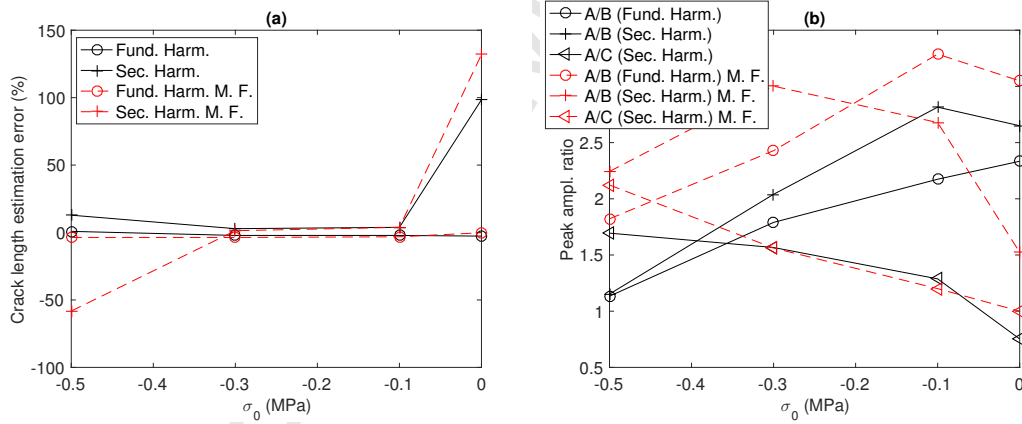 (a)
150
100
50
0
-50
-100
-0.5
-0.4
-0.3
-0.2
-0.1
0
Crack length estimation error (%)
σ0 (MPa)
Fund. Harm.
Sec. Harm.
Fund. Harm. M. F.
Sec. Harm. M. F.
(b)
A/B (Fund. Harm.)
A/B (Sec. Harm.)
A/C (Sec. Harm.)
A/B (Fund. Harm.) M. F.
A/B (Sec. Harm.) M. F.
A/C (Sec. Harm.) M. F.
2.5
2
1.5
1
0.5
-0.5
-0.4
-0.3
-0.2
-0.1
0
Peak ampl. ratio
σ0 (MPa)